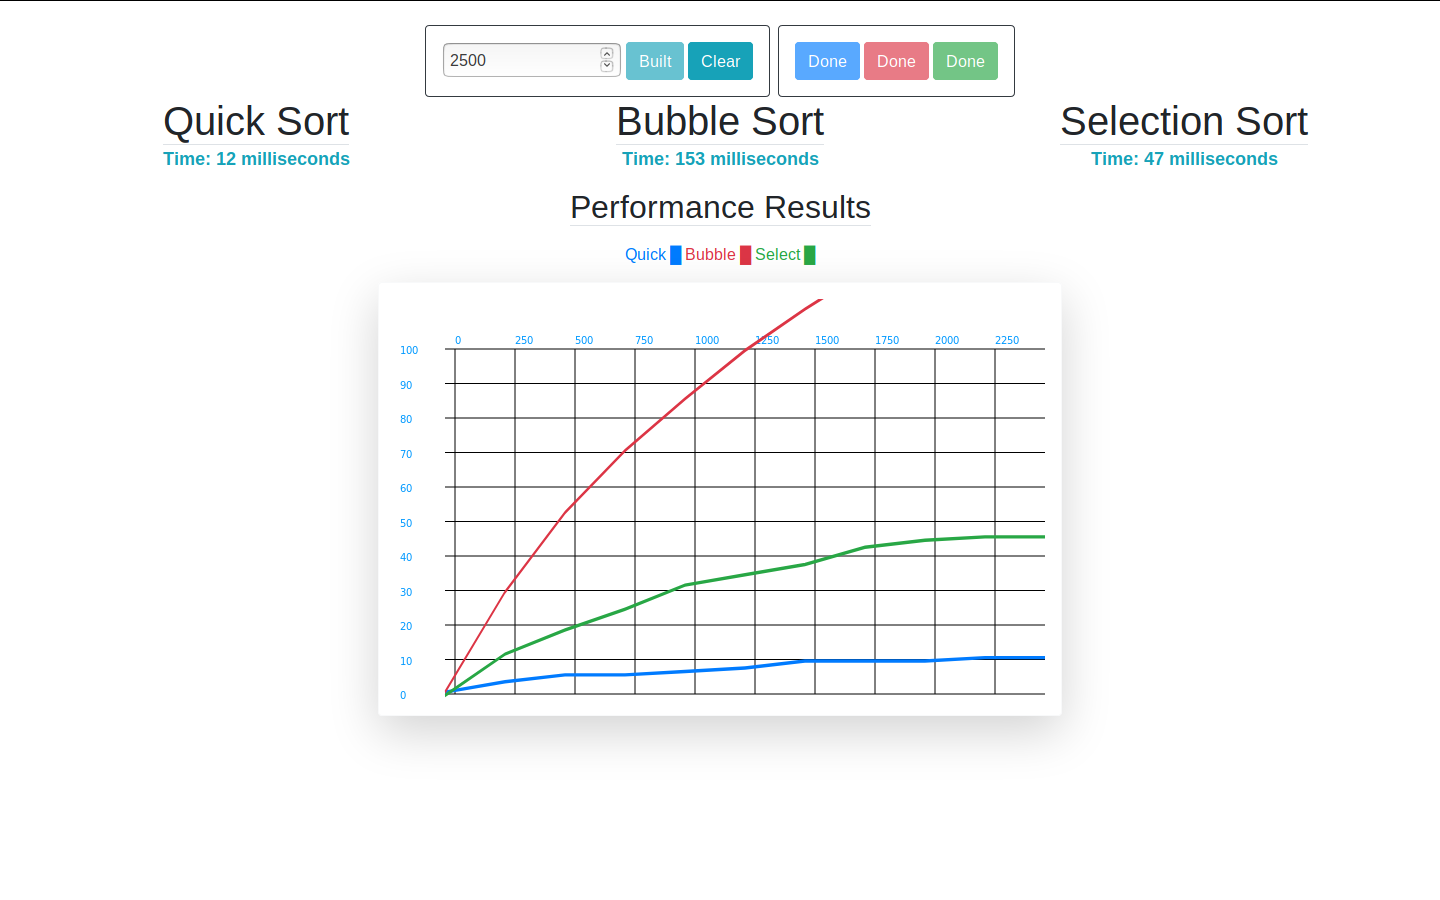 2500 Built Clear Done Done Done
Quick Sort Bubble Sort Selection Sort
Time: 12 milliseconds Time: 153 milliseconds Time: 47 milliseconds
Performance Results
Quick Bubble Select
0 250 500 750 1000 1250 1500 1750 2000 2250
100
90
80
70
60
50
40
30
20
10
0